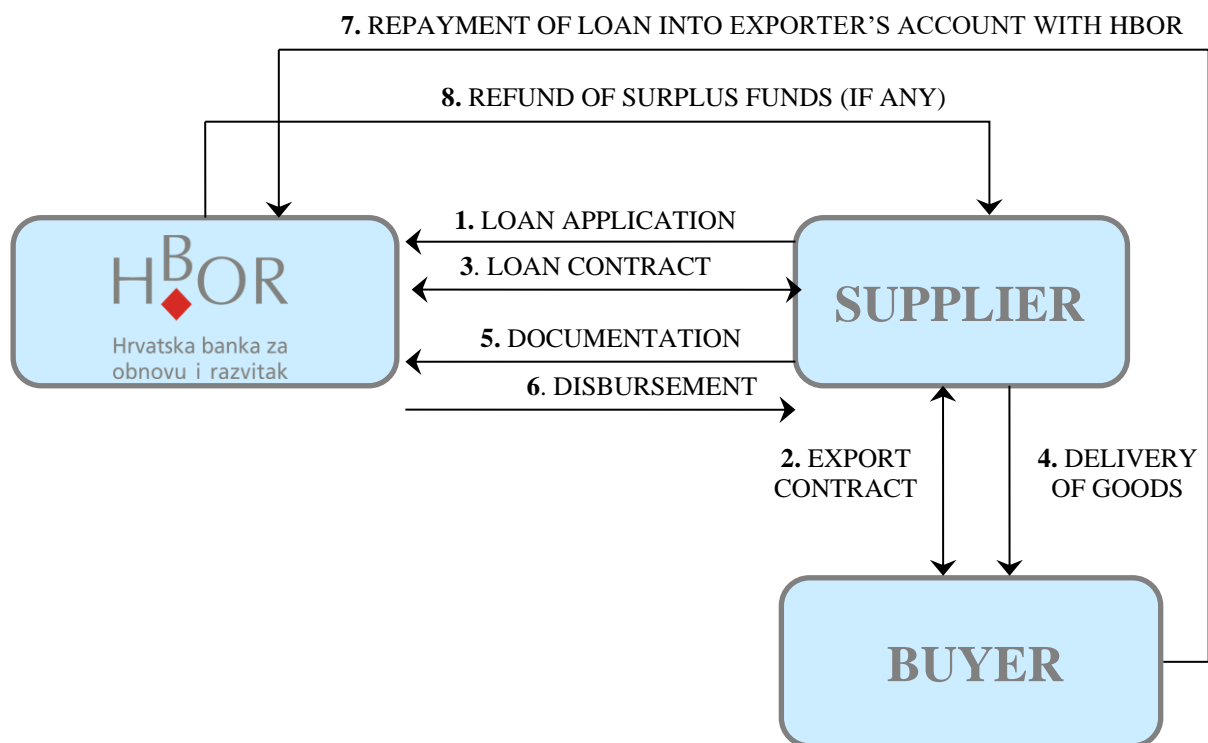 7. REPAYMENT OF LOAN INTO EXPORTER’S ACCOUNT WITH HBOR
8. REFUND OF SURPLUS FUNDS (IF ANY)
1. LOAN APPLICATION
3. LOAN CONTRACT
HBOR
Hrvatska banka za
obnovu i razvitak
SUPPLIER
5. DOCUMENTATION
6. DISBURSEMENT
2. EXPORT
CONTRACT
4. DELIVERY
OF GOODS
BUYER